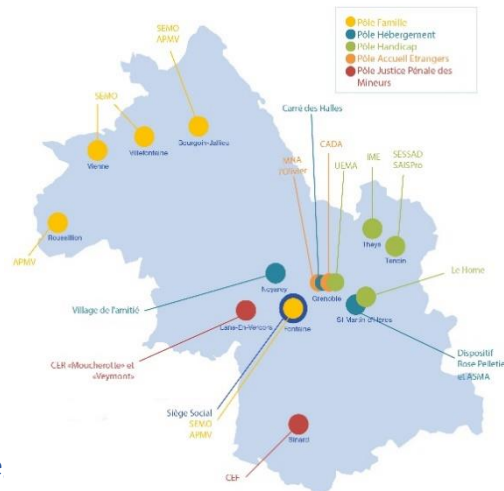 Pôle Famille
Pôle Hébergement
Pôle Handicap
Pôle Accueil Etrangers
Pôle Justice Pénale des
Mineurs
SEMO
APMV
SEMO
Bourgoin-Jallieu
Villefontaine
Vienne
Roussillon
APMV
Carré des Halles
CADA
MNA
l'Olivier
UEMA
IME
SESSAD
SAISPro
Theys
Tencin
Le Home
Grenoble
St Martin d'Hères
Noyarey
Village de l'amitié
Lans-En-Vercors
Fontaine
CER «Moucherotte» et
«Veymont»
Dispositif
Rose Pelletier
et ASMA
Siège Social
SEMO
APMV
Sinard
CEF
e